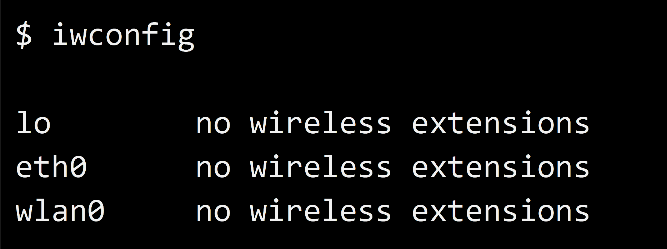 $ iwconfig
lo no wireless extensions
eth0 no wireless extensions
wlan0 no wireless extensions